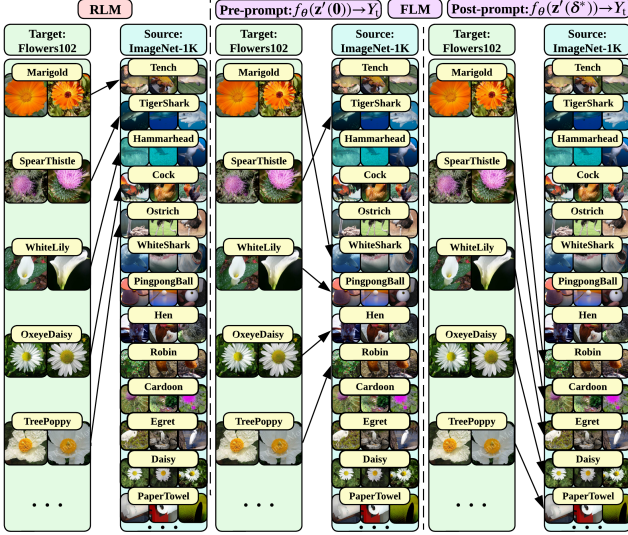 RLM
Pre-prompt: fθ(z′(0))→Yt
FLM
Post-prompt: fθ(z′(δ*))→Yt
Target:
Flowers102
Source:
ImageNet-1K
Target:
Flowers102
Source:
ImageNet-1K
Target:
Flowers102
Source:
ImageNet-1K
Marigold
SpearThistle
WhiteLily
OxeyeDaisy
TreePoppy
• • •
Tench
TigerShark
Hammarhead
Cock
Ostrich
WhiteShark
PingpongBall
Hen
Robin
Cardoon
Egret
Daisy
PaperTowel
• • •
Marigold
SpearThistle
WhiteLily
OxeyeDaisy
TreePoppy
• • •
Tench
TigerShark
Hammarhead
Cock
Ostrich
WhiteShark
PingpongBall
Hen
Robin
Cardoon
Egret
Daisy
PaperTowel
• • •
Marigold
SpearThistle
WhiteLily
OxeyeDaisy
TreePoppy
• • •
Tench
TigerShark
Hammarhead
Cock
Ostrich
WhiteShark
PingpongBall
Hen
Robin
Cardoon
Egret
Daisy
PaperTowel
• • •